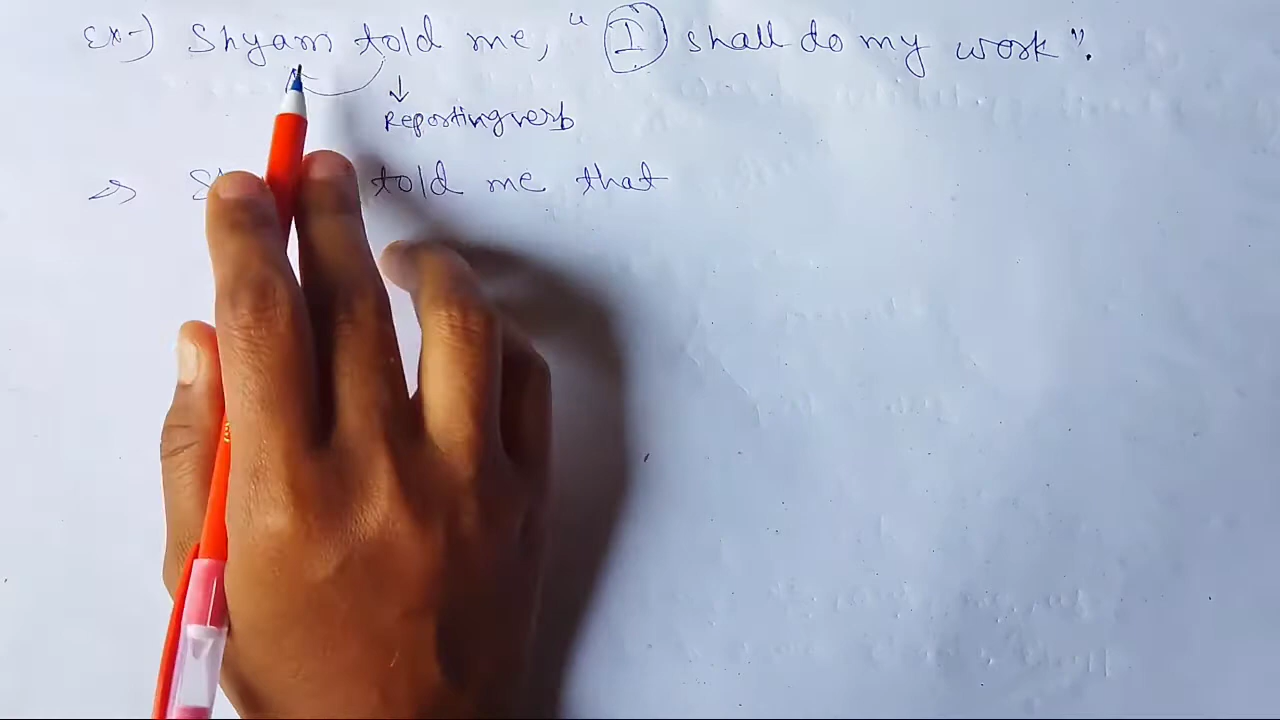 Ex-) Shyam told me, "I shall do my work".
↓
Reporting verb
=> told me that